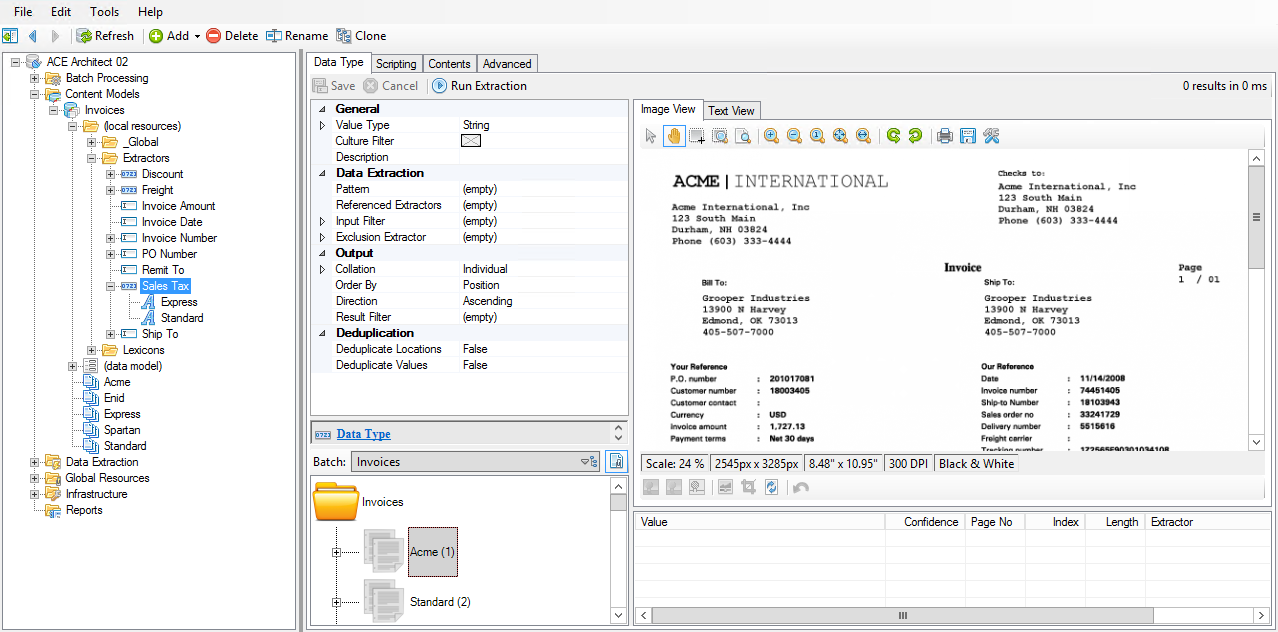 File Edit Tools Help
Refresh Add Delete Rename Clone
ACE Architect 02
Batch Processing
Content Models
Invoices
(local resources)
_Global
Extractors
Discount
Freight
Invoice Amount
Invoice Date
Invoice Number
PO Number
Remit To
Sales Tax
Express
Standard
Ship To
Lexicons
(data model)
Acme
Enid
Express
Spartan
Standard
Data Extraction
Global Resources
Infrastructure
Reports
Data Type Scripting Contents Advanced
Save Cancel Run Extraction 0 results in 0 ms
General
Value Type String
Culture Filter
Description
Data Extraction
Pattern (empty)
Referenced Extractors (empty)
Input Filter (empty)
Exclusion Extractor (empty)
Output
Collation Individual
Order By Position
Direction Ascending
Result Filter (empty)
Deduplication
Deduplicate Locations False
Deduplicate Values False
Data Type
Batch: Invoices
Invoices
Acme (1)
Standard (2)
Image View Text View
ACME | INTERNATIONAL
Acme International, Inc
123 South Main
Durham, NH 03824
Phone (603) 333-4444
Checks to:
Acme International, Inc
123 South Main
Durham, NH 03824
Phone (603) 333-4444
Invoice
Page
1 / 01
Bill To:
Grooper Industries
13900 N Harvey
Edmond, OK 73013
405-507-7000
Ship To:
Grooper Industries
13900 N Harvey
Edmond, OK 73013
405-507-7000
Your Reference
P.O. number : 201017081
Customer number : 18003405
Customer contact :
Currency : USD
Invoice amount : 1,727.13
Payment terms : Net 30 days
Our Reference
Date : 11/14/2008
Invoice number : 74451405
Ship-to Number : 18103943
Sales order no : 33241729
Delivery number : 5515616
Freight carrier :
Tracking number :
Scale: 24 % 2545px x 3285px 8.48" x 10.95" 300 DPI Black & White
Value Confidence Page No Index Length Extractor